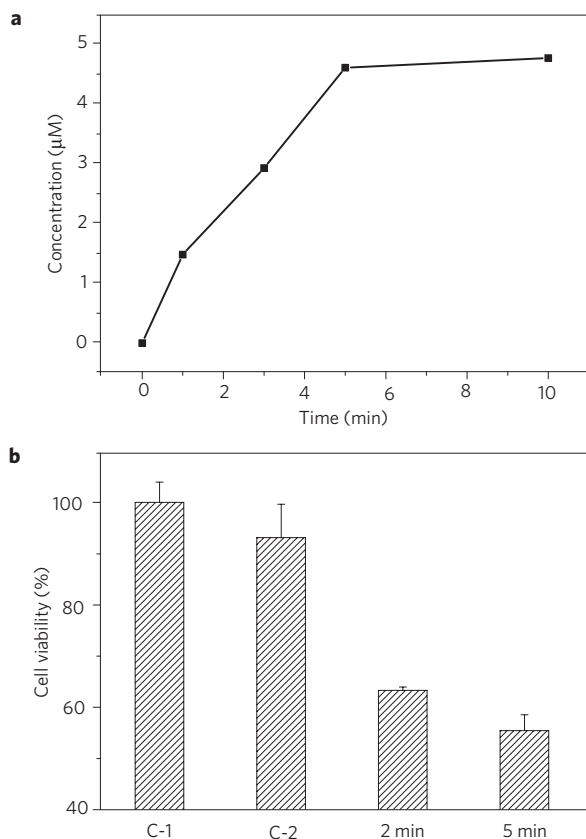 a
5
4
3
2
1
0
Concentration (μM)
0 2 4 6 8 10
Time (min)
b
100
80
60
40
Cell viability (%)
C-1 C-2 2 min 5 min